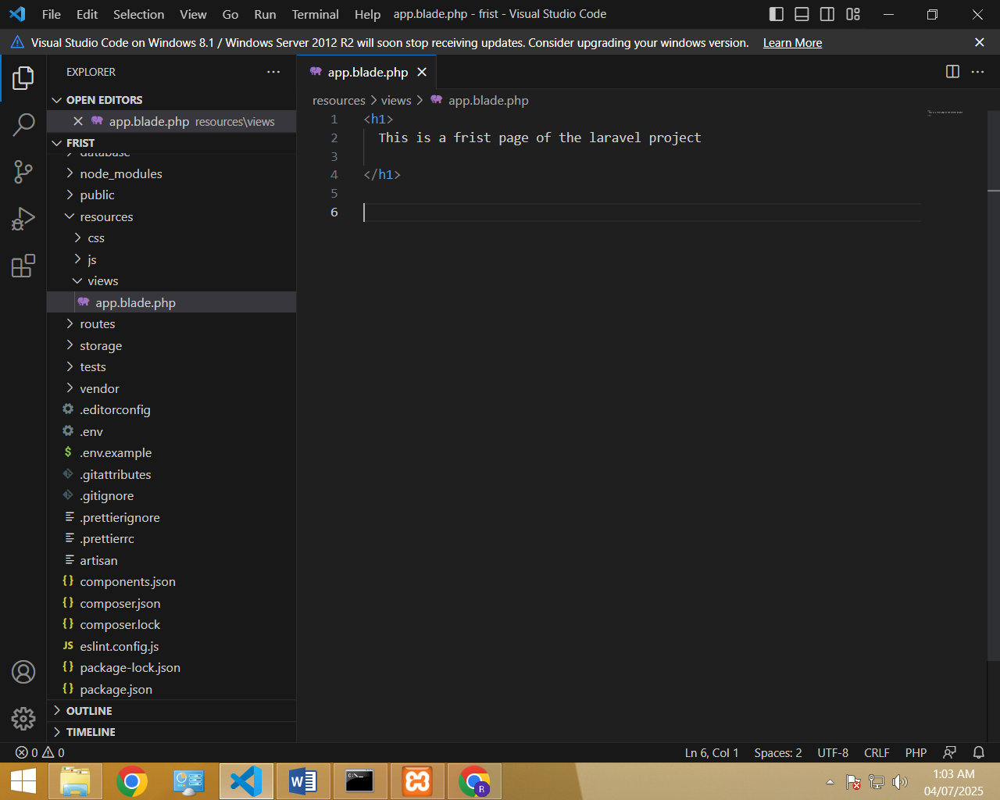 File Edit Selection View Go Run Terminal Help app.blade.php - frist - Visual Studio Code
Visual Studio Code on Windows 8.1 / Windows Server 2012 R2 will soon stop receiving updates. Consider upgrading your windows version. Learn More
EXPLORER
OPEN EDITORS
app.blade.php resources\views
FRIST
database
node_modules
public
resources
css
js
views
app.blade.php
routes
storage
tests
vendor
.editorconfig
.env
$ .env.example
.gitattributes
.gitignore
.prettierignore
.prettierrc
artisan
{} components.json
{} composer.json
{} composer.lock
JS eslint.config.js
{} package-lock.json
{} package.json
OUTLINE
TIMELINE
app.blade.php
resources > views > app.blade.php
1 <h1>
2 This is a frist page of the laravel project
3
4 </h1>
5
6
0 0
Ln 6, Col 1 Spaces: 2 UTF-8 CRLF PHP
W
C:\
R
1:03 AM
04/07/2025